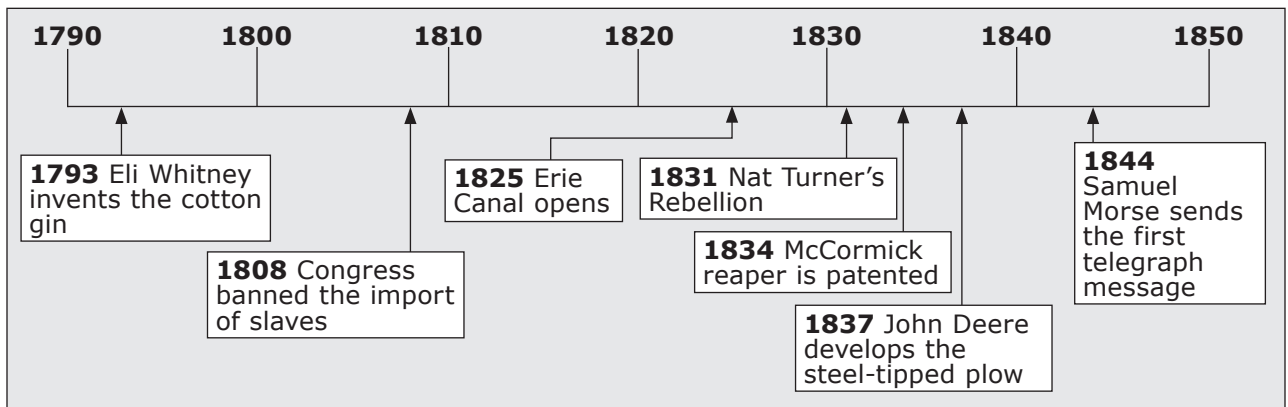 1790 1800 1810 1820 1830 1840 1850
1793 Eli Whitney
invents the cotton
gin
1808 Congress
banned the import
of slaves
1825 Erie
Canal opens
1831 Nat Turner’s
Rebellion
1834 McCormick
reaper is patented
1837 John Deere
develops the
steel-tipped plow
1844
Samuel
Morse sends
the first
telegraph
message